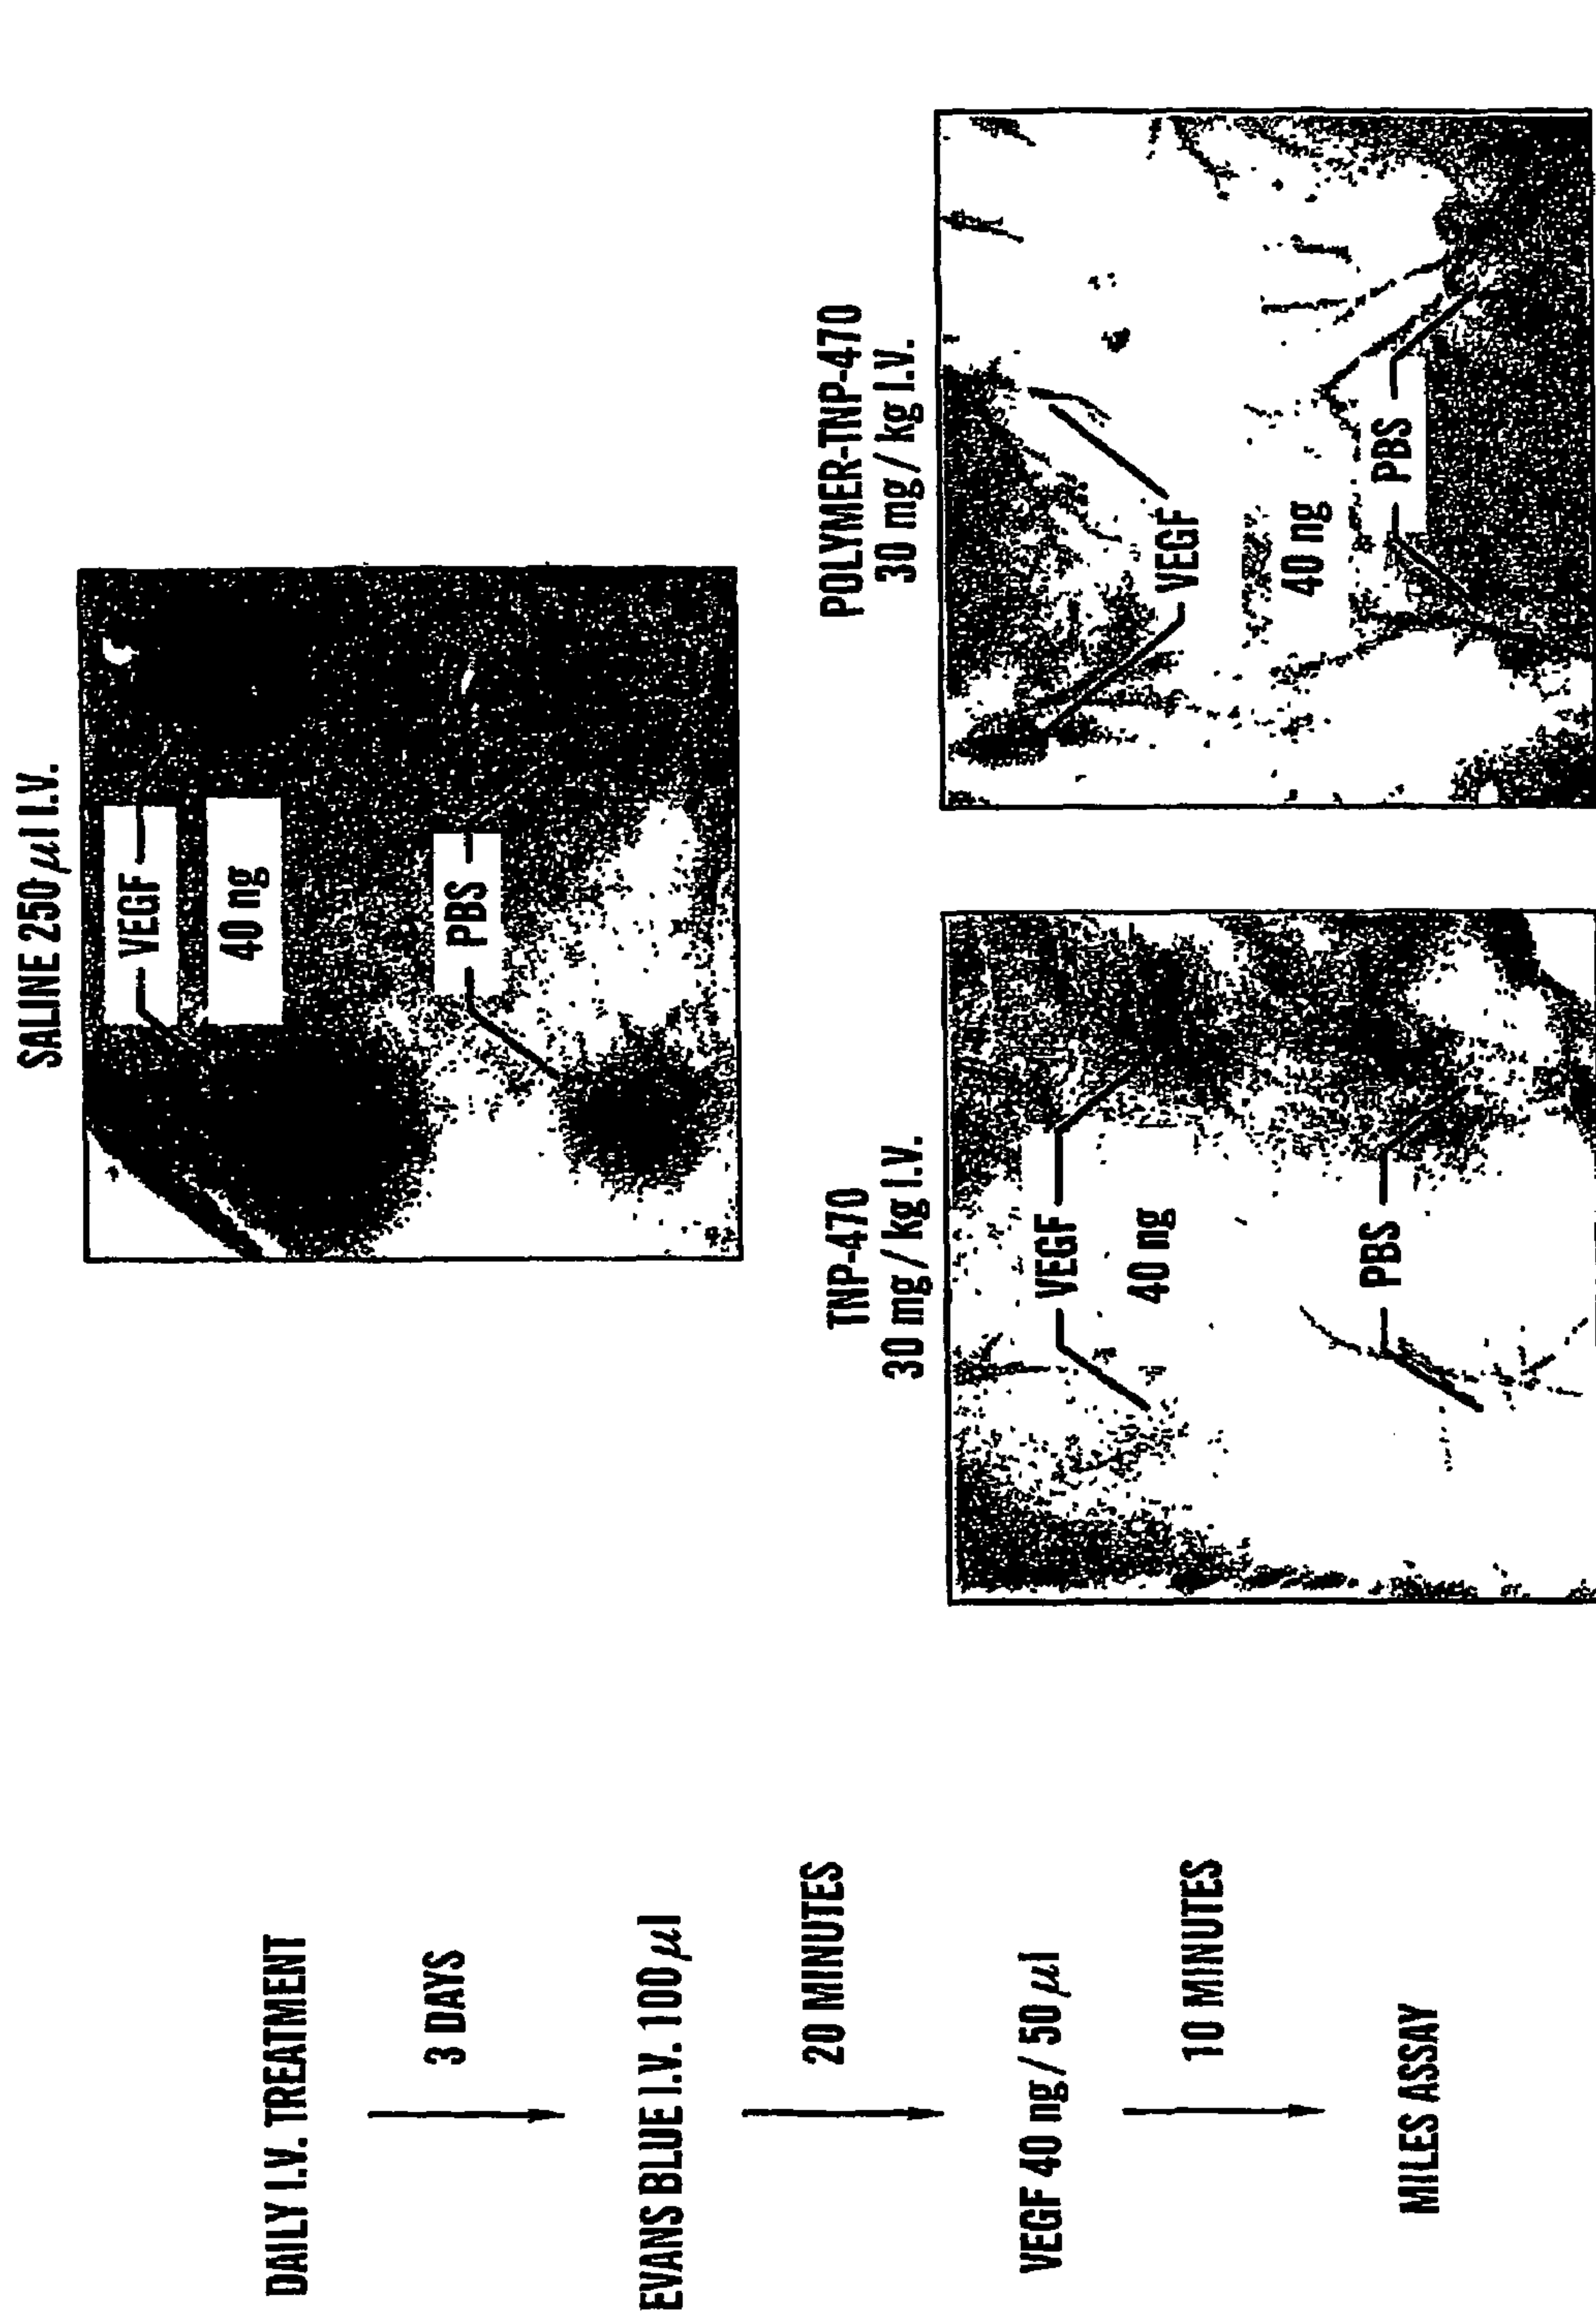 DAILY I.V. TREATMENT
3 DAYS
EVANS BLUE I.V. 100 μl
20 MINUTES
VEGF 40 ng / 50 μl
10 MINUTES
MILES ASSAY
SALINE 250 μl I.V.
VEGF
40 ng
PBS
TNP-470
30 mg / kg I.V.
VEGF
40 ng
PBS
POLYMER-TNP-470
30 mg / kg I.V.
VEGF
40 ng
PBS